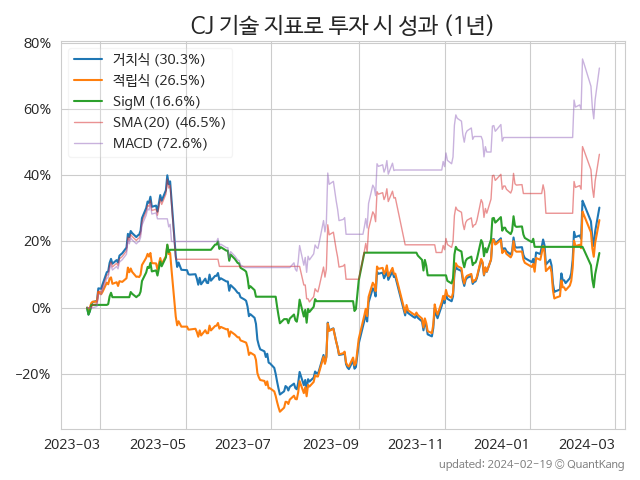 CJ 기술 지표로 투자 시 성과 (1년)
80%
60%
40%
20%
0%
−20%
거치식 (30.3%)
적립식 (26.5%)
SigM (16.6%)
SMA(20) (46.5%)
MACD (72.6%)
2023-03 2023-05 2023-07 2023-09 2023-11 2024-01 2024-03
updated: 2024-02-19 ⓒ QuantKang